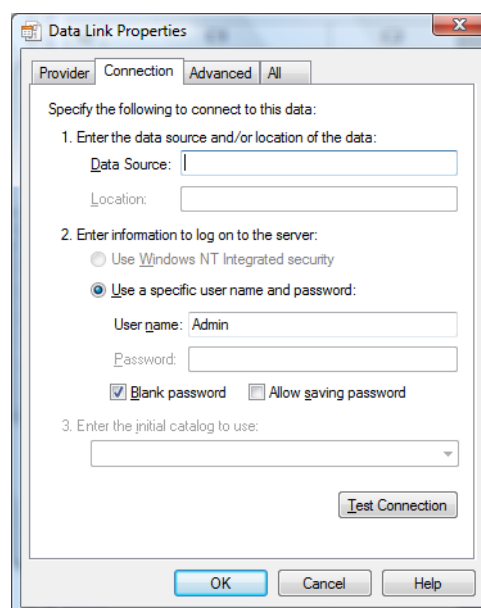 Data Link Properties
Provider Connection Advanced All
Specify the following to connect to this data:
1. Enter the data source and/or location of the data:
Data Source:
Location:
2. Enter information to log on to the server:
Use Windows NT Integrated security
Use a specific user name and password:
User name: Admin
Password:
Blank password Allow saving password
3. Enter the initial catalog to use:
Test Connection
OK Cancel Help